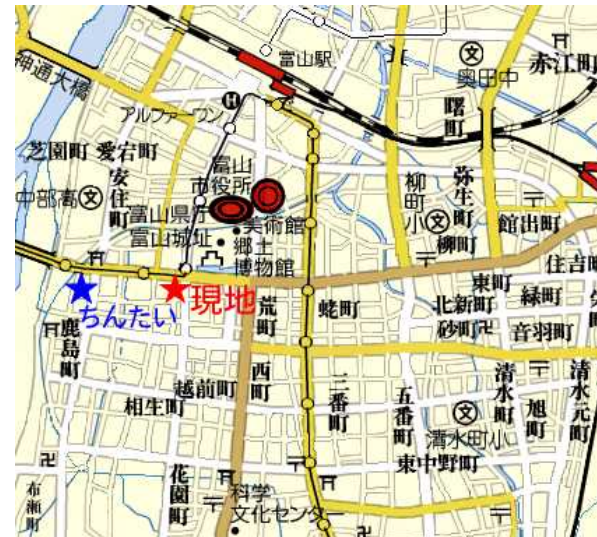 神通大橋
富山駅
奥田中
赤江町
アルファーワン
H
曙町
芝園町
愛宕町
安住町
中部高
富山
市役所
富山県庁
富山城址
美術館
郷土
博物館
柳町小
弥生町
柳町
館出町
住吉町
東町
緑町
北新町
砂町
音羽町
ちんたい
現地
荒町
蛯町
鹿島町
西町
越前町
相生町
二番町
五番町
清水町
旭町
清水元町
清水町小
東中野町
花園町
布瀬町
科学
文化センター